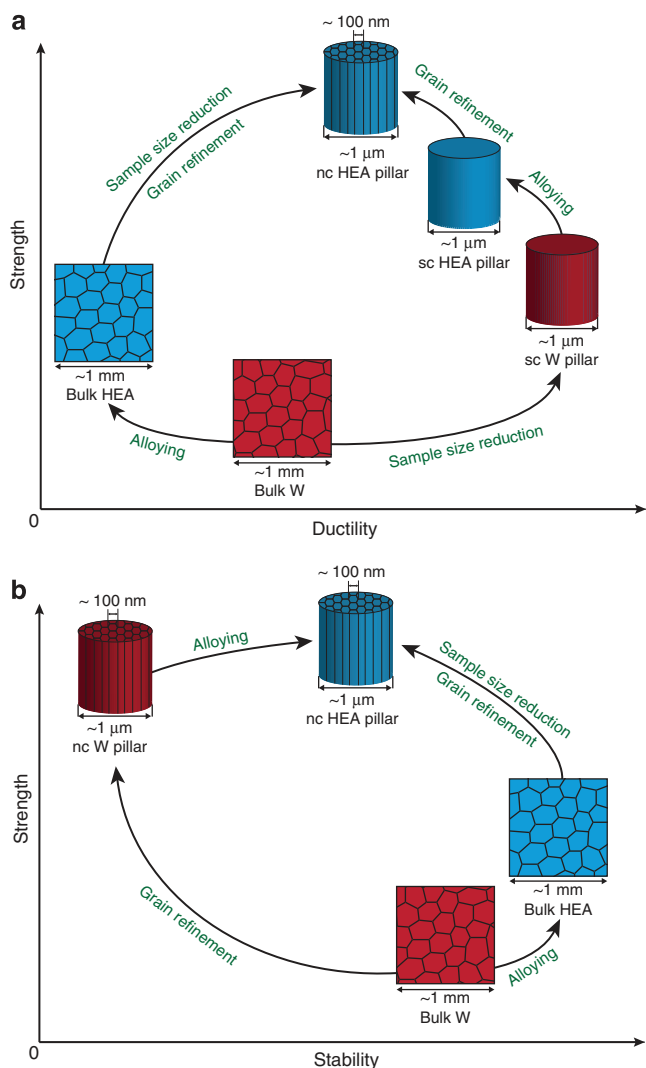 a
~ 100 nm
Sample size reduction
Grain refinement
~1 μm
nc HEA pillar
Grain refinement
Alloying
~1 μm
sc HEA pillar
~1 μm
sc W pillar
Strength
~1 mm
Bulk HEA
Alloying
~1 mm
Bulk W
Sample size reduction
0
Ductility
b
~ 100 nm
~ 100 nm
Alloying
~1 μm
nc W pillar
~1 μm
nc HEA pillar
Sample size reduction
Grain refinement
Strength
Grain refinement
~1 mm
Bulk HEA
Alloying
~1 mm
Bulk W
0
Stability